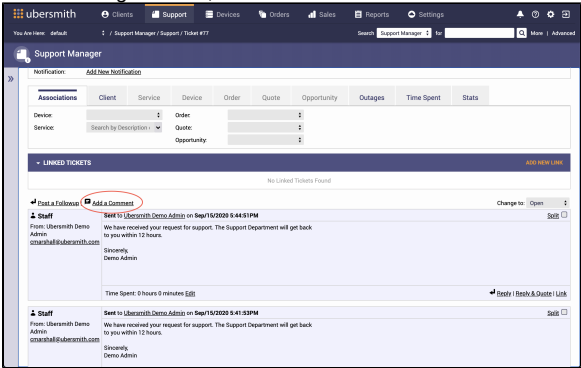 ubersmith Clients Support Devices Orders Sales Reports Settings
You Are Here: default / Support Manager / Support / Ticket #77 Search Support Manager for More | Advanced
Support Manager
Notification: Add New Notification
Associations Client Service Device Order Quote Opportunity Outages Time Spent Stats
Device: Order:
Service: Search by Description Quote:
Opportunity:
LINKED TICKETS ADD NEW LINK
No Linked Tickets Found
Post a Followup Add a Comment Change to: Open
Staff Sent to Ubersmith Demo Admin on Sep/15/2020 5:44:51PM Split
From: Ubersmith Demo We have received your request for support. The Support Department will get back
Admin to you within 12 hours.
cmarshall@ubersmith.com
Sincerely,
Demo Admin
Time Spent: 0 hours 0 minutes Edit Reply | Reply & Quote | Link
Staff Sent to Ubersmith Demo Admin on Sep/15/2020 5:41:53PM Split
From: Ubersmith Demo We have received your request for support. The Support Department will get back
Admin to you within 12 hours.
cmarshall@ubersmith.com
Sincerely,
Demo Admin